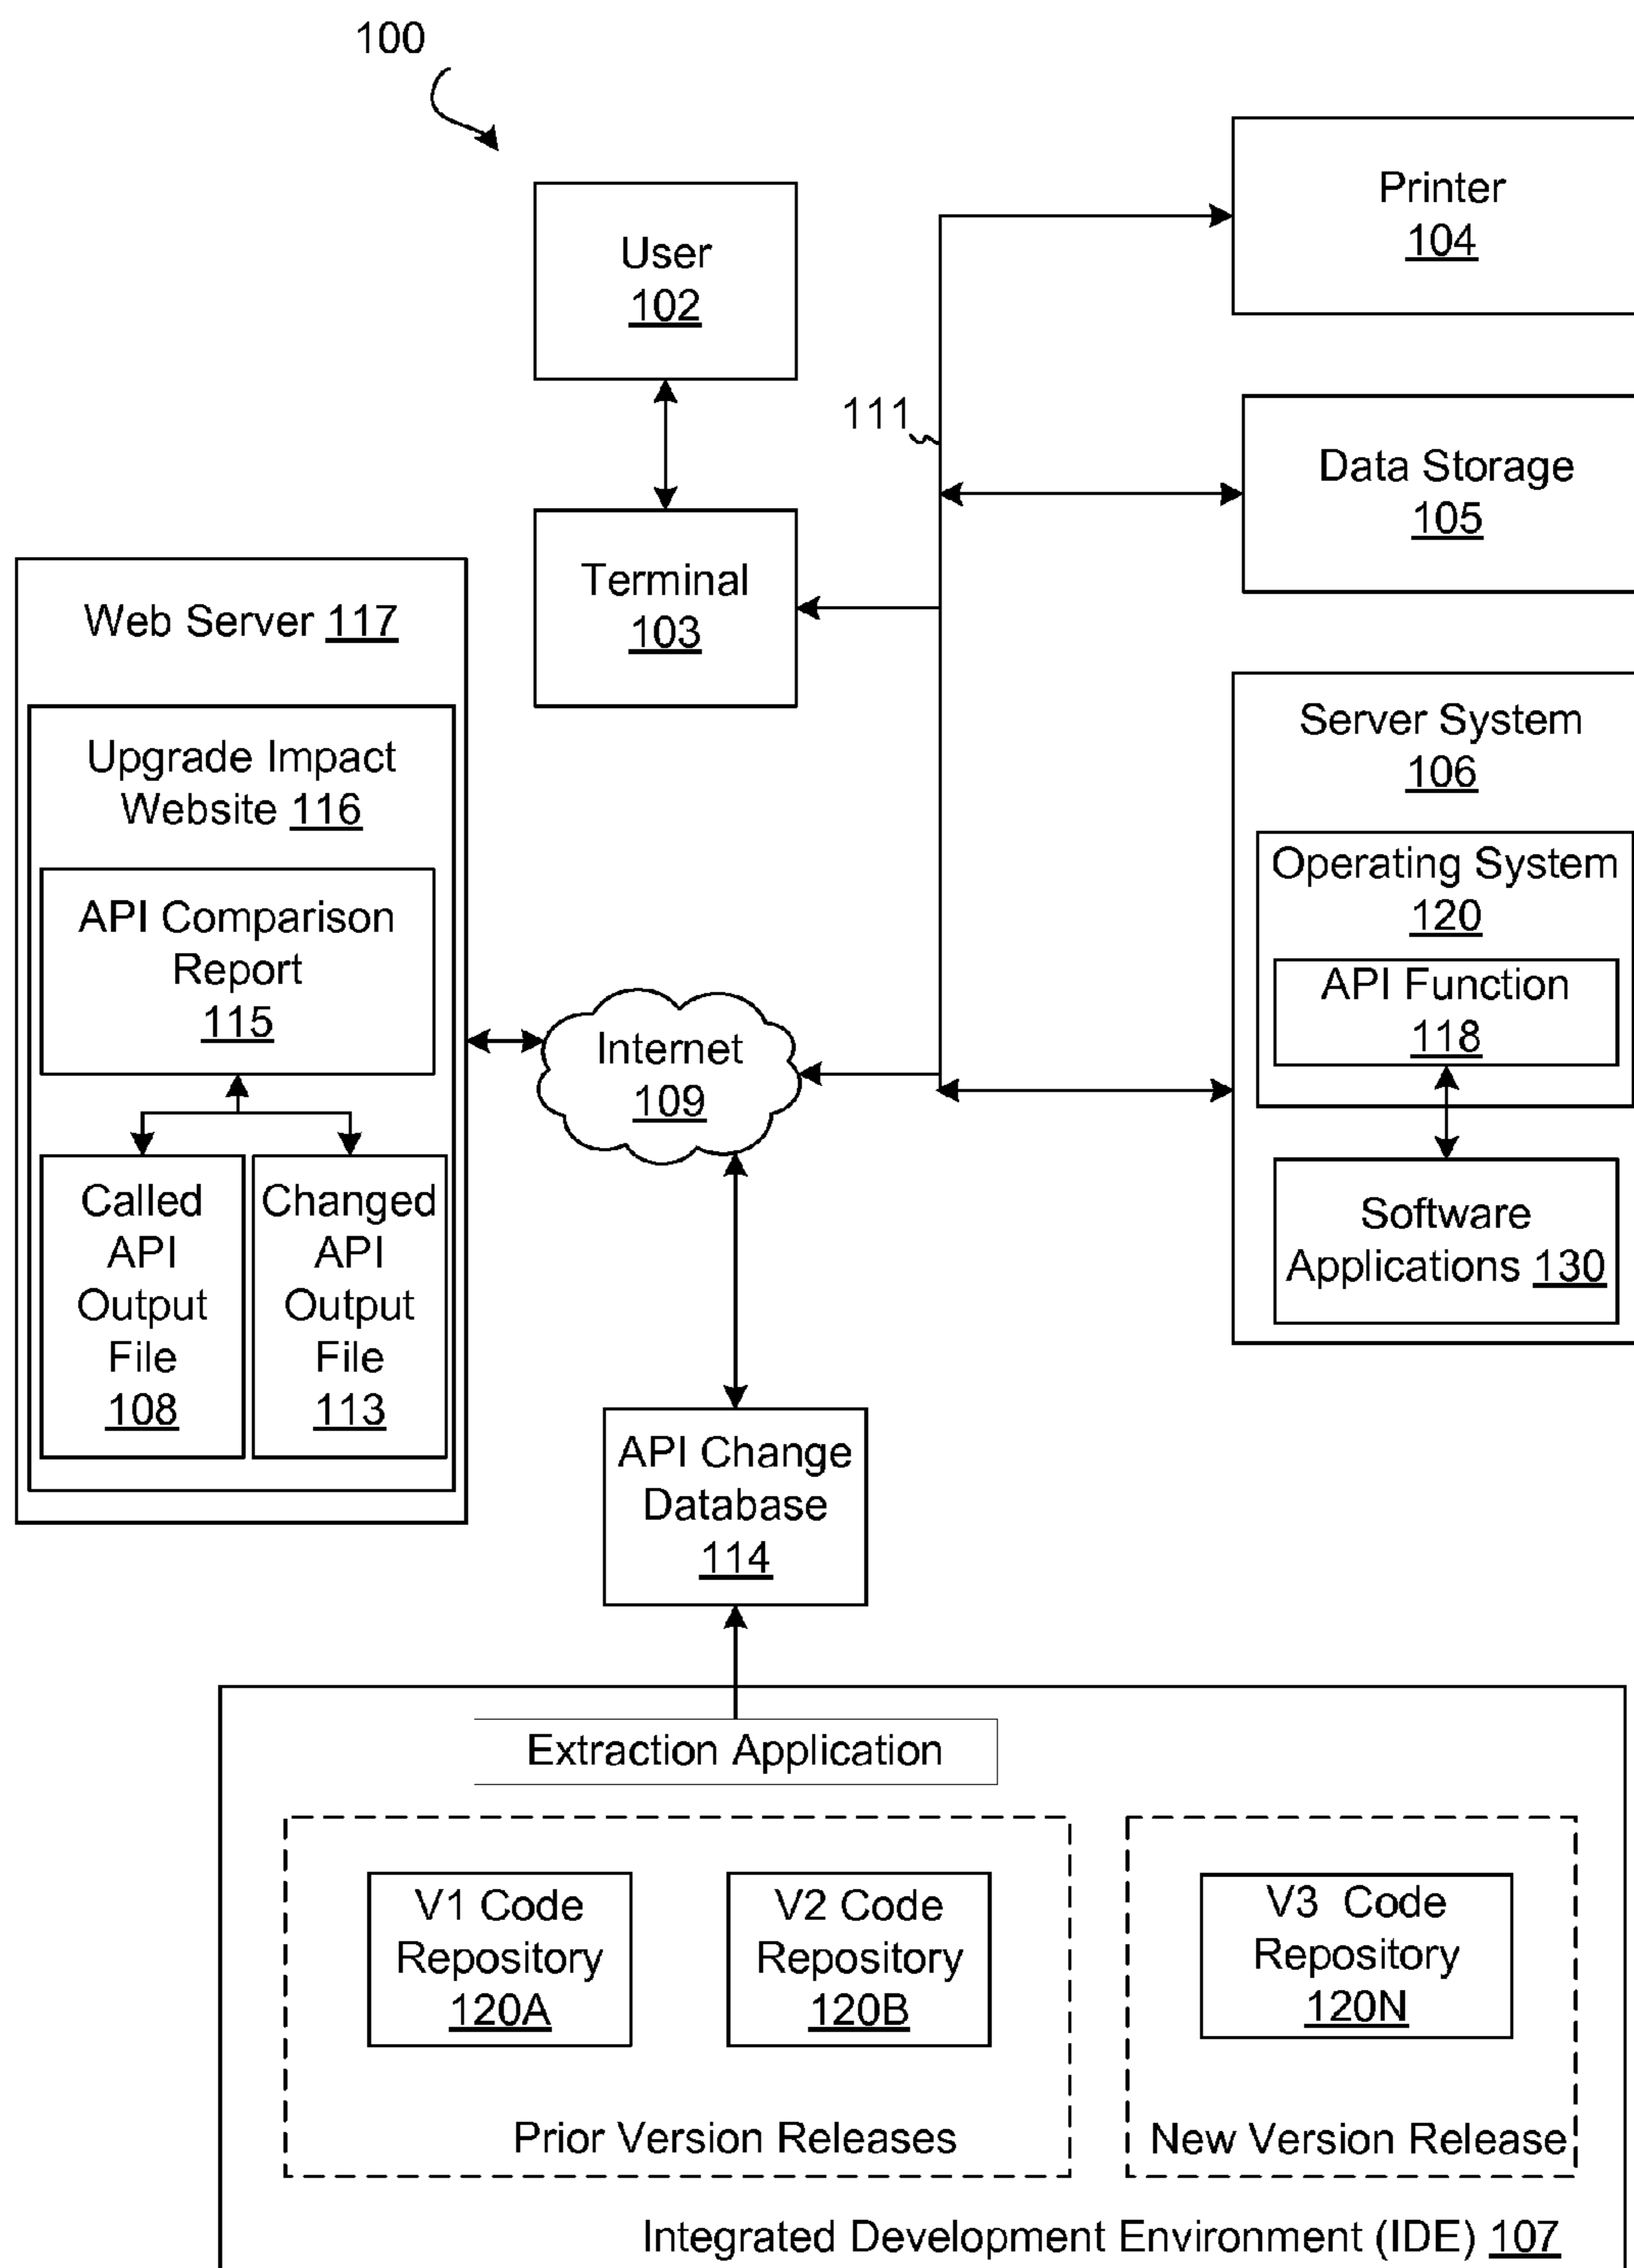 100
User
102
Printer
104
111
Data Storage
105
Terminal
103
Web Server 117
Upgrade Impact
Website 116
API Comparison
Report
115
Called
API
Output
File
108
Changed
API
Output
File
113
Internet
109
Server System
106
Operating System
120
API Function
118
Software
Applications 130
API Change
Database
114
Extraction Application
V1 Code
Repository
120A
V2 Code
Repository
120B
V3 Code
Repository
120N
Prior Version Releases
New Version Release
Integrated Development Environment (IDE) 107